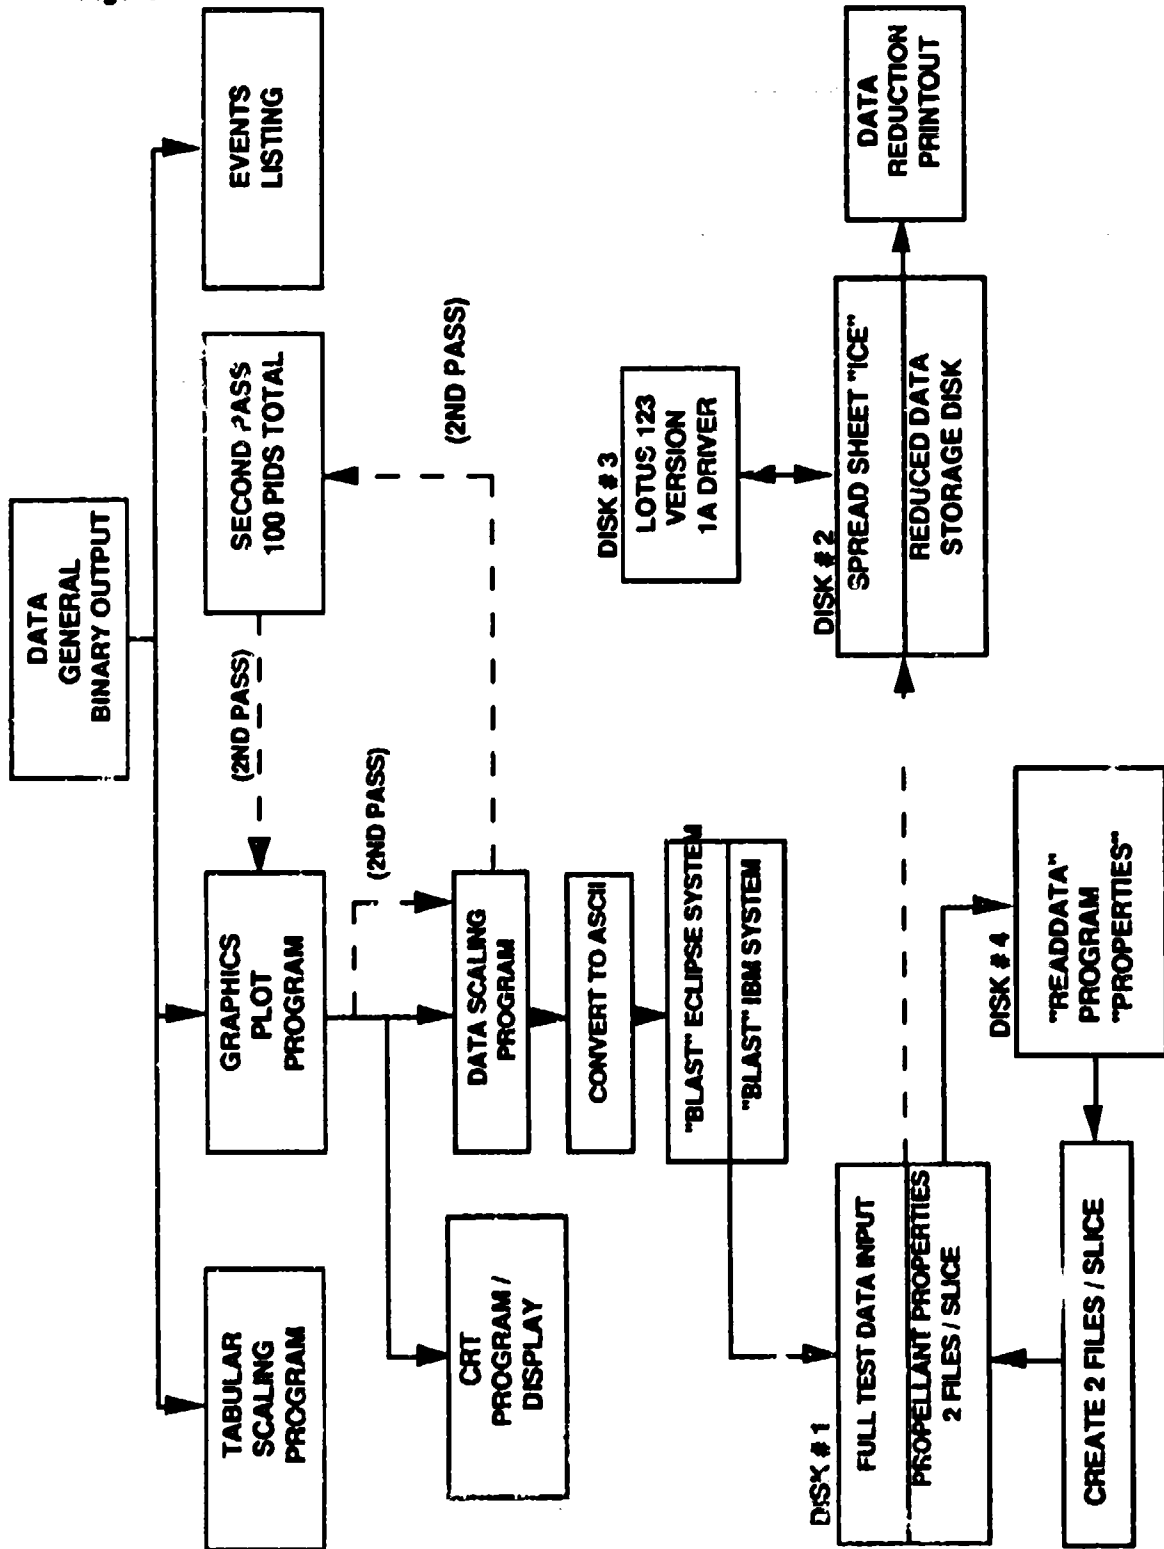 DATA
GENERAL
BINARY OUTPUT
TABULAR
SCALING
PROGRAM
GRAPHICS
PLOT
PROGRAM
(2ND PASS)
SECOND PASS
100 PIDS TOTAL
EVENTS
LISTING
(2ND PASS)
(2ND PASS)
CRT
PROGRAM /
DISPLAY
DATA SCALING
PROGRAM
CONVERT TO ASCII
"BLAST" ECLIPSE SYSTEM
"BLAST" IBM SYSTEM
DISK # 3
LOTUS 123
VERSION
1A DRIVER
DISK # 1
FULL TEST DATA INPUT
PROPELLANT PROPERTIES
2 FILES / SLICE
DISK # 2
SPREAD SHEET "ICE"
REDUCED DATA
STORAGE DISK
DATA
REDUCTION
PRINTOUT
DISK # 4
"READDATA"
PROGRAM
"PROPERTIES"
CREATE 2 FILES / SLICE